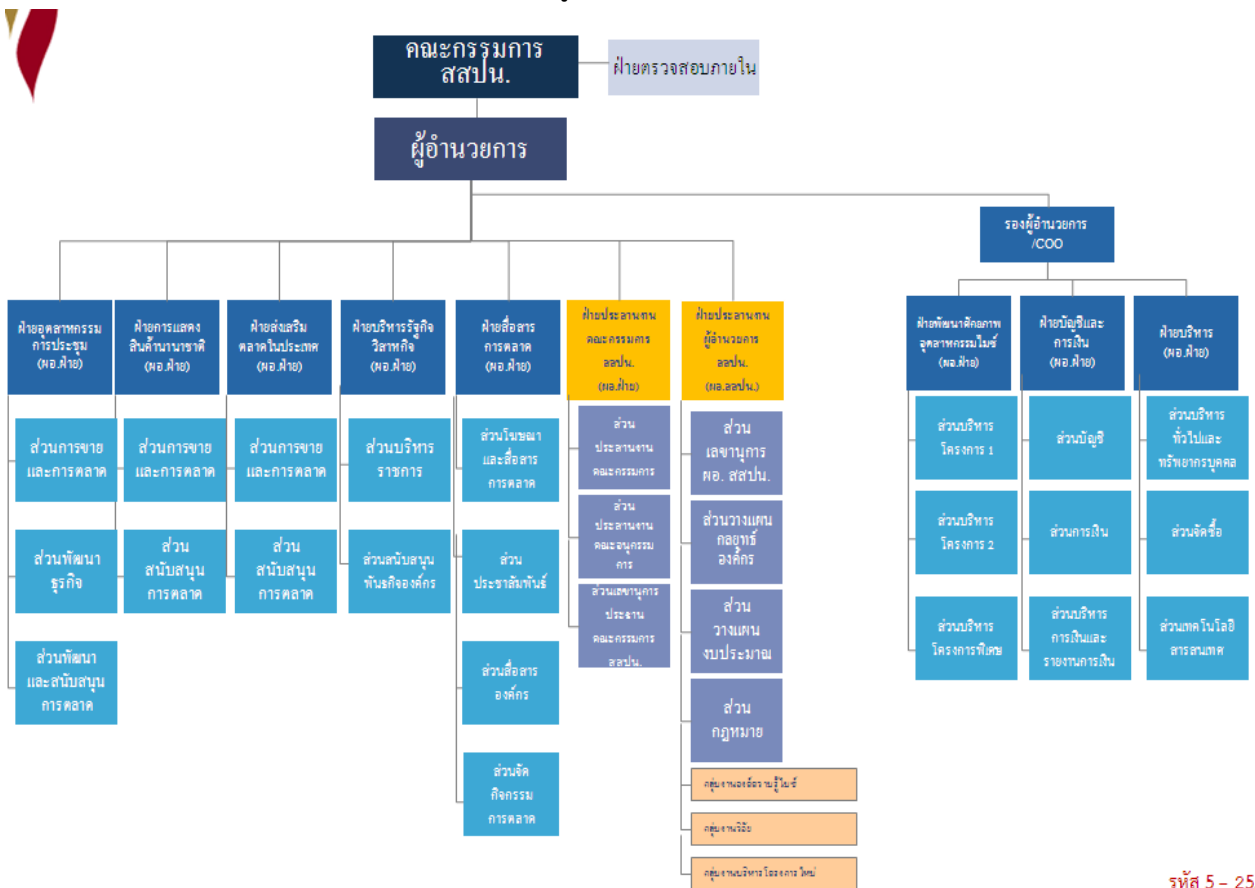 คณะกรรมการ
สสปน.
ฝ่ายตรวจสอบภายใน
ผู้อำนวยการ
รองผู้อำนวยการ
/COO
ฝ่ายอุตสาหกรรม
การประชุม
(ผอ.ฝ่าย)
ฝ่ายการแสดง
สินค้านานาชาติ
(ผอ.ฝ่าย)
ฝ่ายส่งเสริม
ตลาดในประเทศ
(ผอ.ฝ่าย)
ฝ่ายบริหารรัฐกิจ
วิสาหกิจ
(ผอ.ฝ่าย)
ฝ่ายสื่อสาร
การตลาด
(ผอ.ฝ่าย)
ฝ่ายประสานงาน
คณะกรรมการ
สสปน.
(ผอ.ฝ่าย)
ฝ่ายประสานงาน
ผู้อำนวยการ
สสปน.
(ผอ.สสปน.)
ฝ่ายพัฒนาศักยภาพ
อุตสาหกรรมไมซ์
(ผอ.ฝ่าย)
ฝ่ายบัญชีและ
การเงิน
(ผอ.ฝ่าย)
ฝ่ายบริหาร
(ผอ.ฝ่าย)
ส่วนการขาย
และการตลาด
ส่วนพัฒนา
ธุรกิจ
ส่วนพัฒนา
และสนับสนุน
การตลาด
ส่วนการขาย
และการตลาด
ส่วน
สนับสนุน
การตลาด
ส่วนการขาย
และการตลาด
ส่วน
สนับสนุน
การตลาด
ส่วนบริหาร
ราชการ
ส่วนสนับสนุน
พันธกิจองค์กร
ส่วนโฆษณา
และสื่อสาร
การตลาด
ส่วน
ประชาสัมพันธ์
ส่วนสื่อสาร
องค์กร
ส่วนจัด
กิจกรรม
การตลาด
ส่วน
ประสานงาน
คณะกรรมการ
ส่วน
ประสานงาน
คณะอนุกรรม
การ
ส่วนเลขานุการ
ประธาน
คณะกรรมการ
สสปน.
ส่วน
เลขานุการ
ผอ. สสปน.
ส่วนวางแผน
กลยุทธ์
องค์กร
ส่วน
วางแผน
งบประมาณ
ส่วน
กฎหมาย
กลุ่มงานองค์ความรู้ไมซ์
กลุ่มงานวิจัย
กลุ่มงานบริหารโครงการใหม่
ส่วนบริหาร
โครงการ 1
ส่วนบริหาร
โครงการ 2
ส่วนบริหาร
โครงการพิเศษ
ส่วนบัญชี
ส่วนการเงิน
ส่วนบริหาร
การเงินและ
รายงานการเงิน
ส่วนบริหาร
ทั่วไปและ
ทรัพยากรบุคคล
ส่วนจัดซื้อ
ส่วนเทคโนโลยี
สารสนเทศ
รหัส 5 – 25